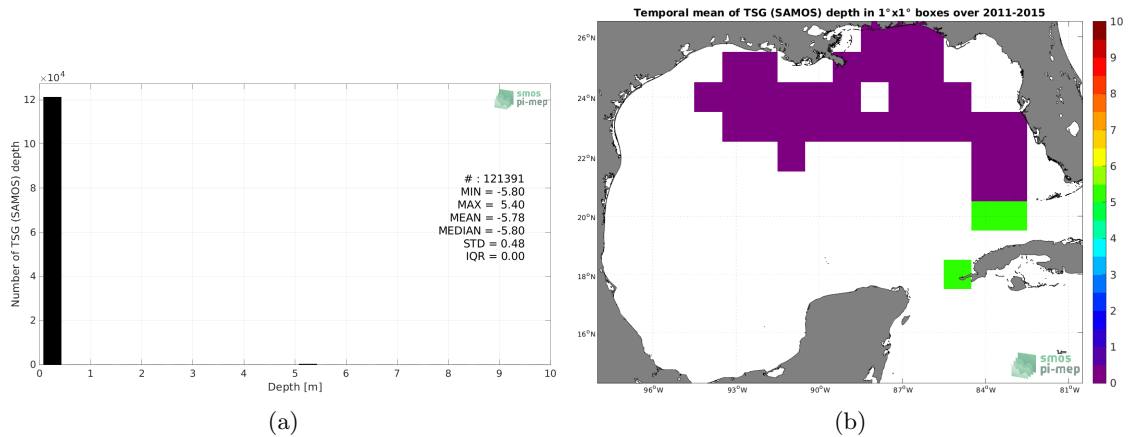 Temporal mean of TSG (SAMOS) depth in 1°x1° boxes over 2011-2015
×10⁴
12
10
8
6
4
2
0
Number of TSG (SAMOS) depth
0 1 2 3 4 5 6 7 8 9 10
Depth [m]
smos
pi-mep
# : 121391
MIN = -5.80
MAX = 5.40
MEAN = -5.78
MEDIAN = -5.80
STD = 0.48
IQR = 0.00
(a)
26°N
24°N
22°N
20°N
18°N
16°N
96°W 93°W 90°W 87°W 84°W 81°W
smos
pi-mep
10
9
8
7
6
5
4
3
2
1
0
(b)